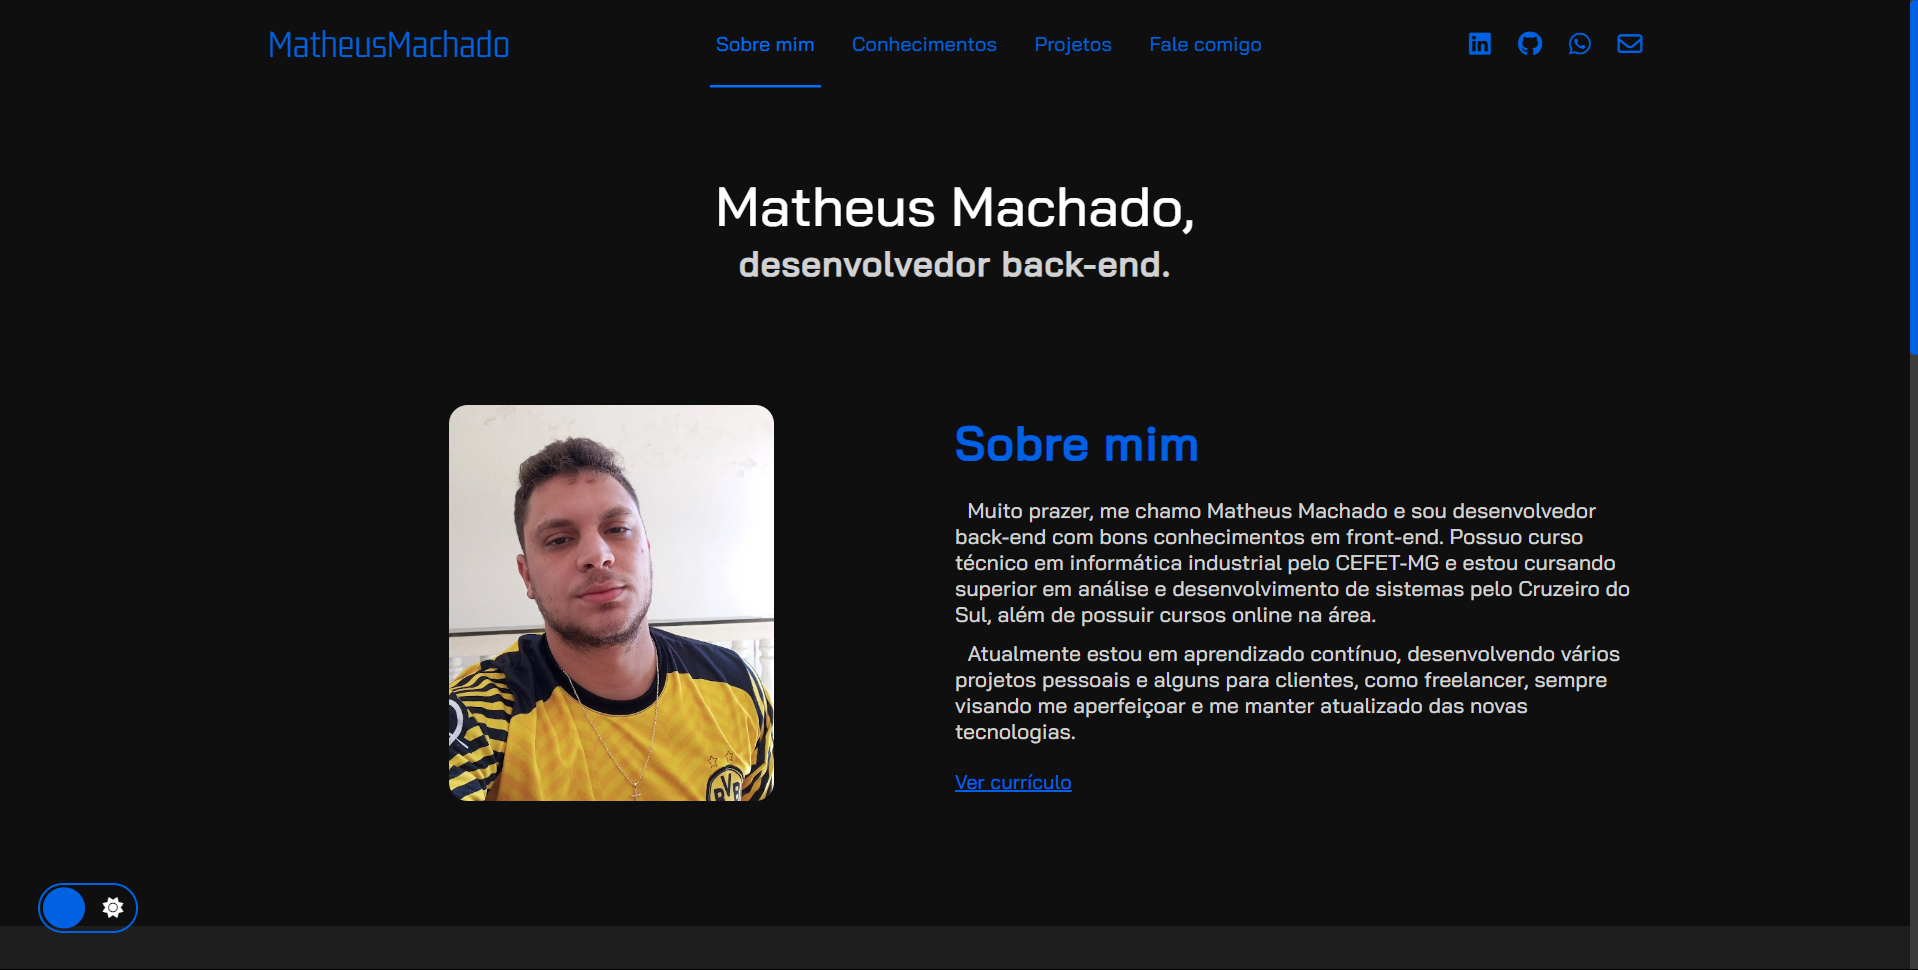 MatheusMachado
Sobre mim
Conhecimentos
Projetos
Fale comigo
Matheus Machado,
desenvolvedor back-end.
Sobre mim
Muito prazer, me chamo Matheus Machado e sou desenvolvedor
back-end com bons conhecimentos em front-end. Possuo curso
técnico em informática industrial pelo CEFET-MG e estou cursando
superior em análise e desenvolvimento de sistemas pelo Cruzeiro do
Sul, além de possuir cursos online na área.
Atualmente estou em aprendizado contínuo, desenvolvendo vários
projetos pessoais e alguns para clientes, como freelancer, sempre
visando me aperfeiçoar e me manter atualizado das novas
tecnologias.
Ver currículo
BVB